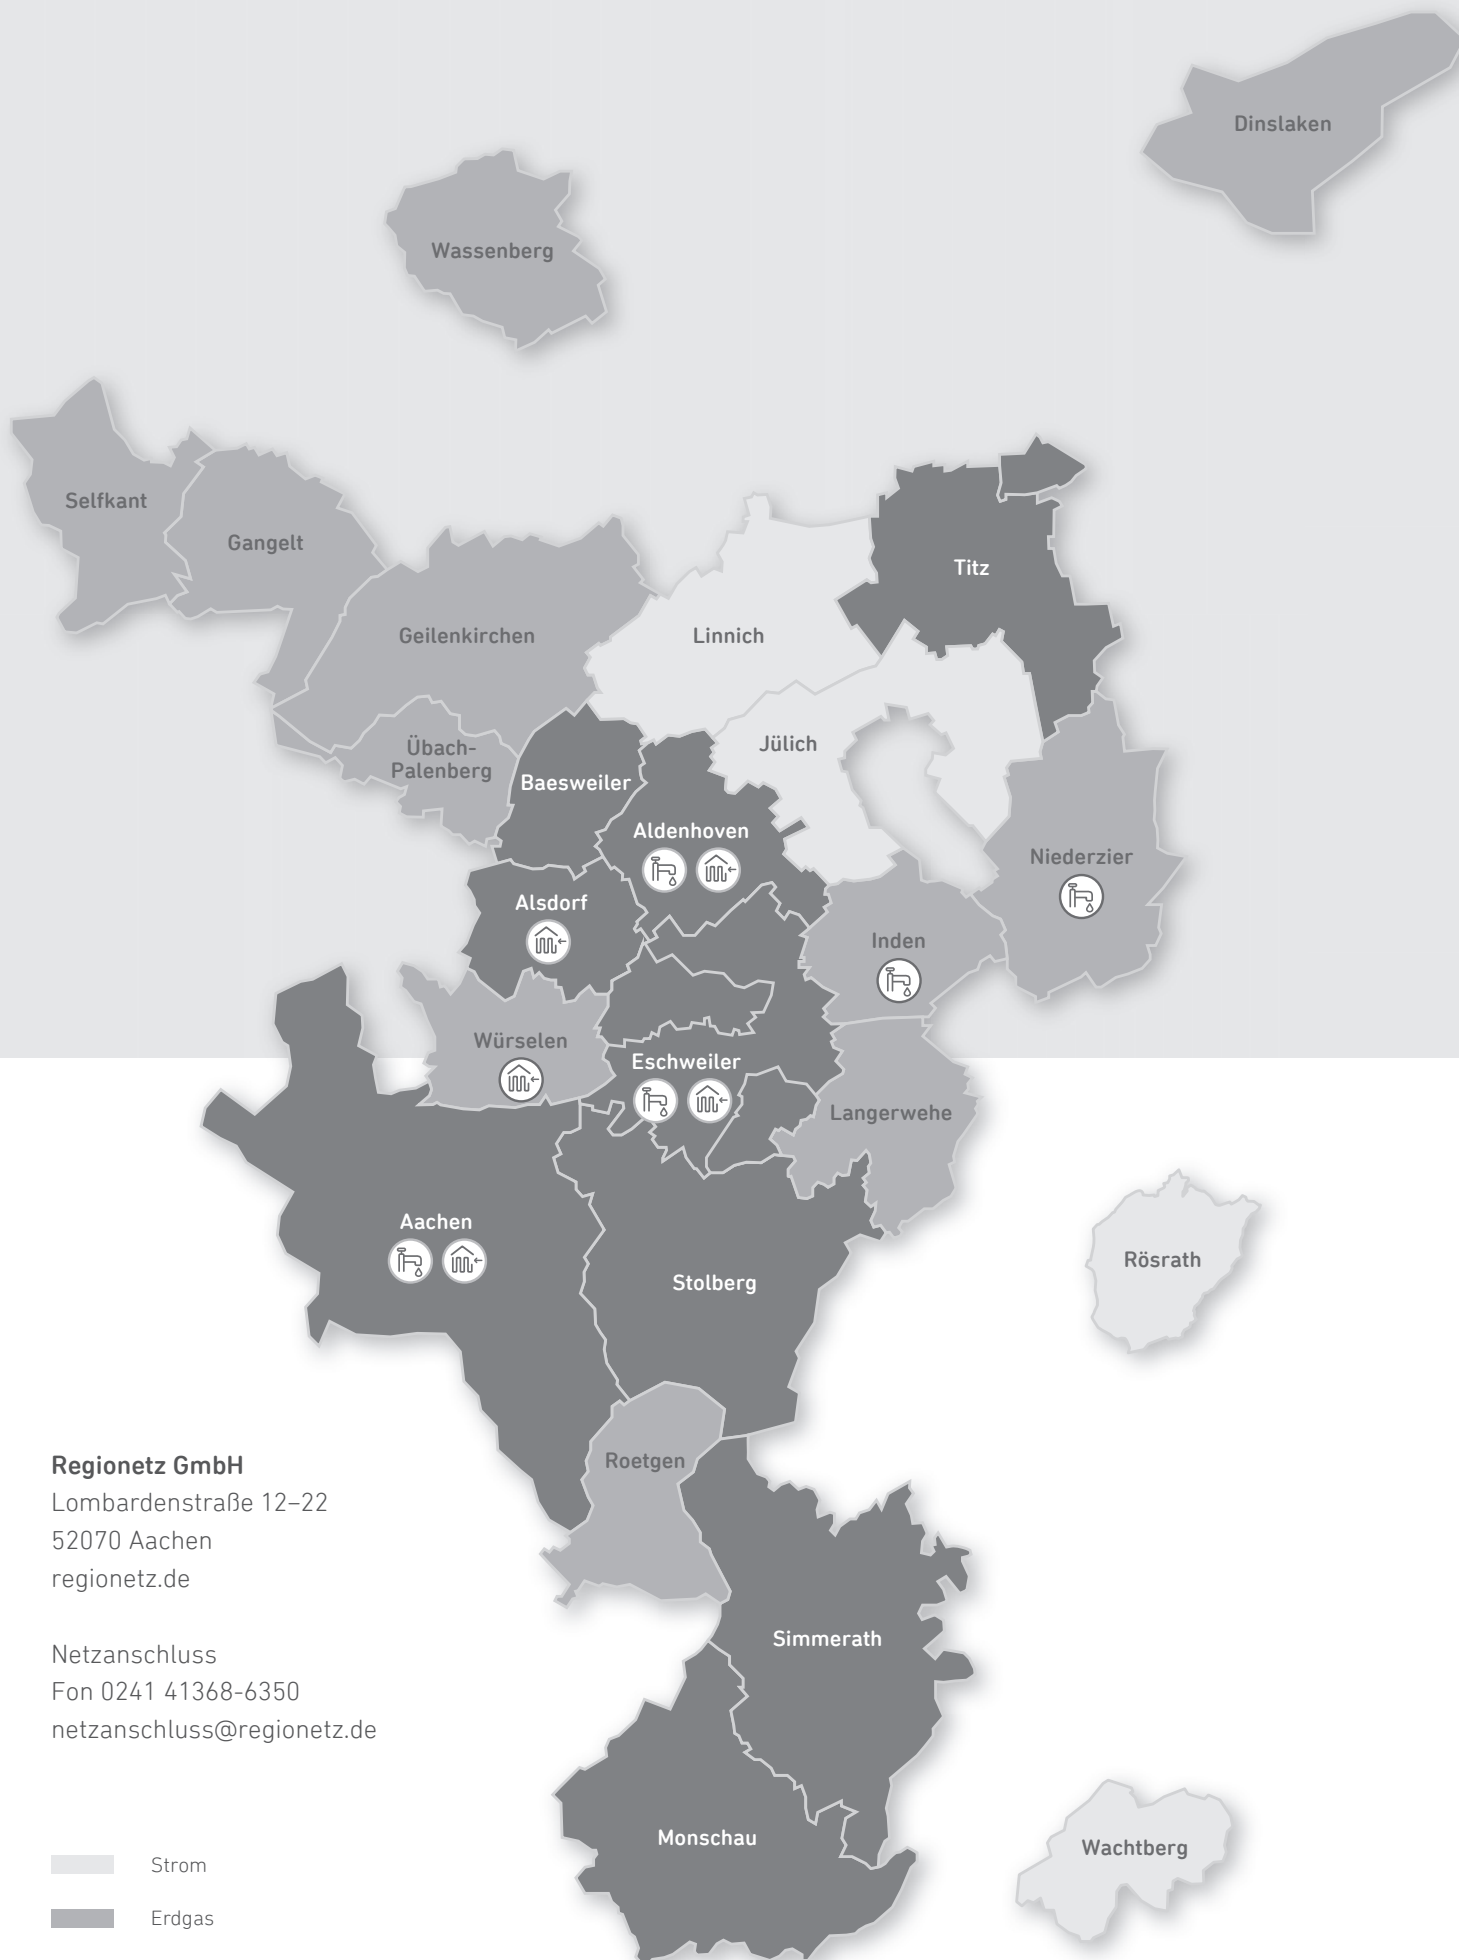 Dinslaken
Wassenberg
Selfkant
Gangelt
Titz
Geilenkirchen
Linnich
Übach-
Palenberg
Jülich
Baesweiler
Aldenhoven
Niederzier
Alsdorf
Inden
Würselen
Eschweiler
Langerwehe
Aachen
Rösrath
Stolberg
Roetgen
Simmerath
Monschau
Wachtberg
Regionetz GmbH
Lombardenstraße 12–22
52070 Aachen
regionetz.de
Netzanschluss
Fon 0241 41368-6350
netzanschluss@regionetz.de
Strom
Erdgas